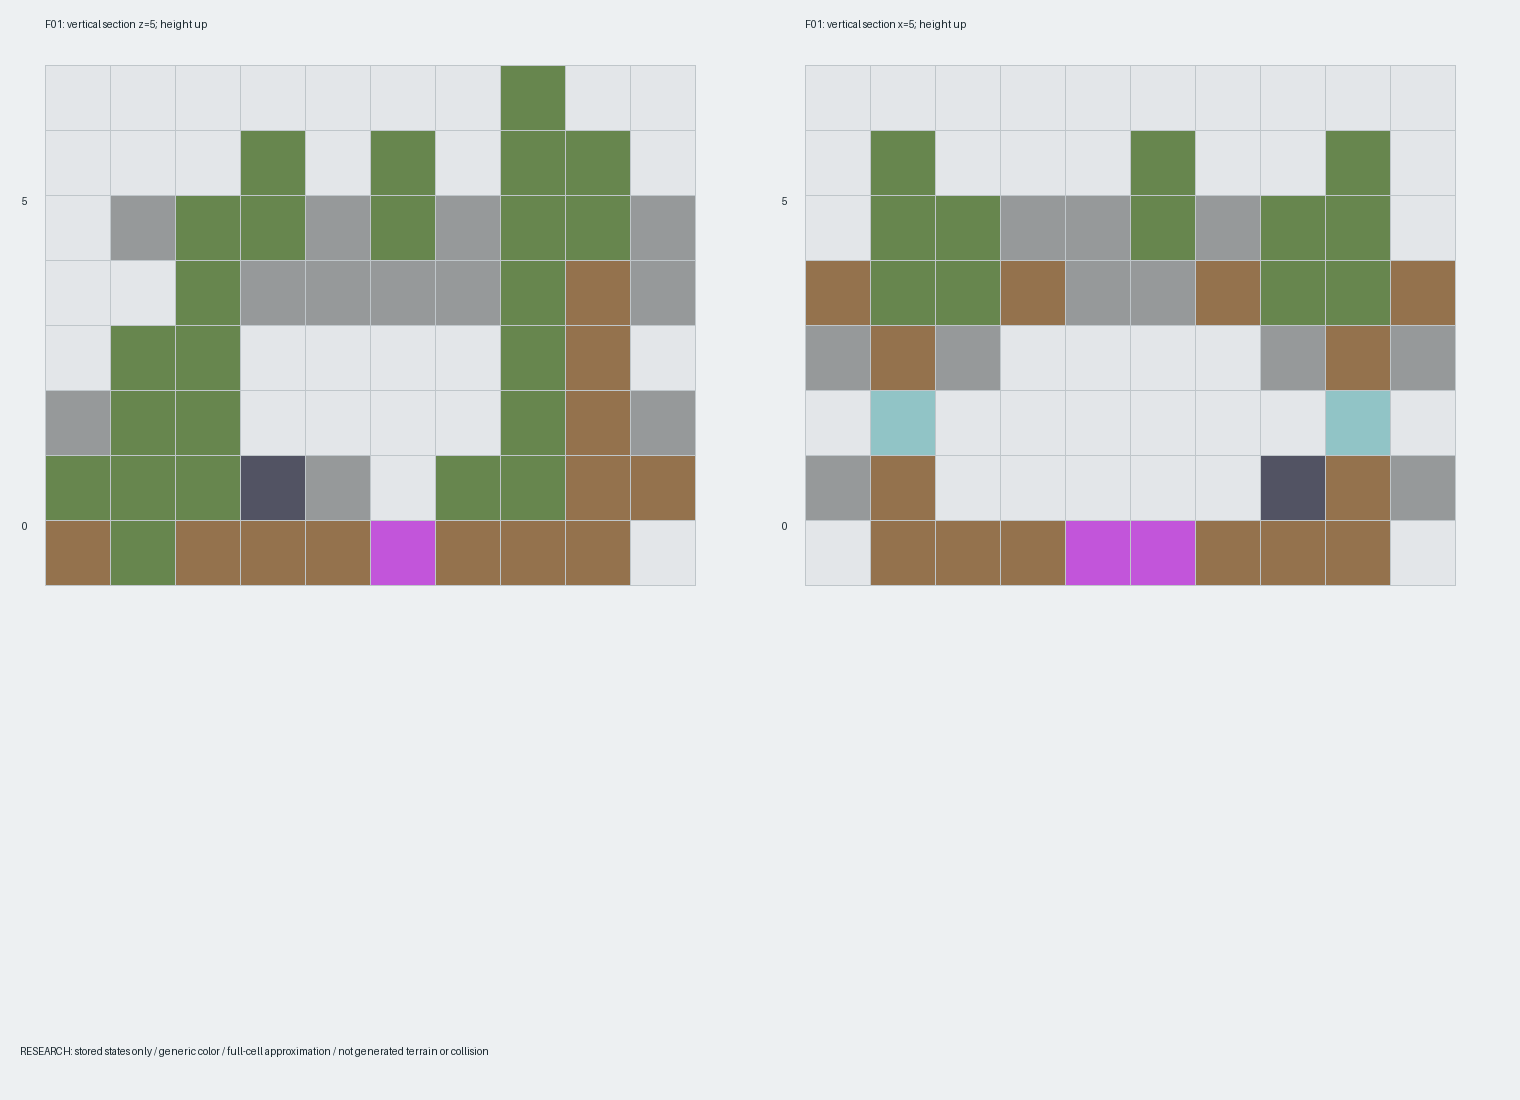 F01: vertical section z=5; height up
F01: vertical section x=5; height up
5
5
0
0
RESEARCH: stored states only / generic color / full-cell approximation / not generated terrain or collision